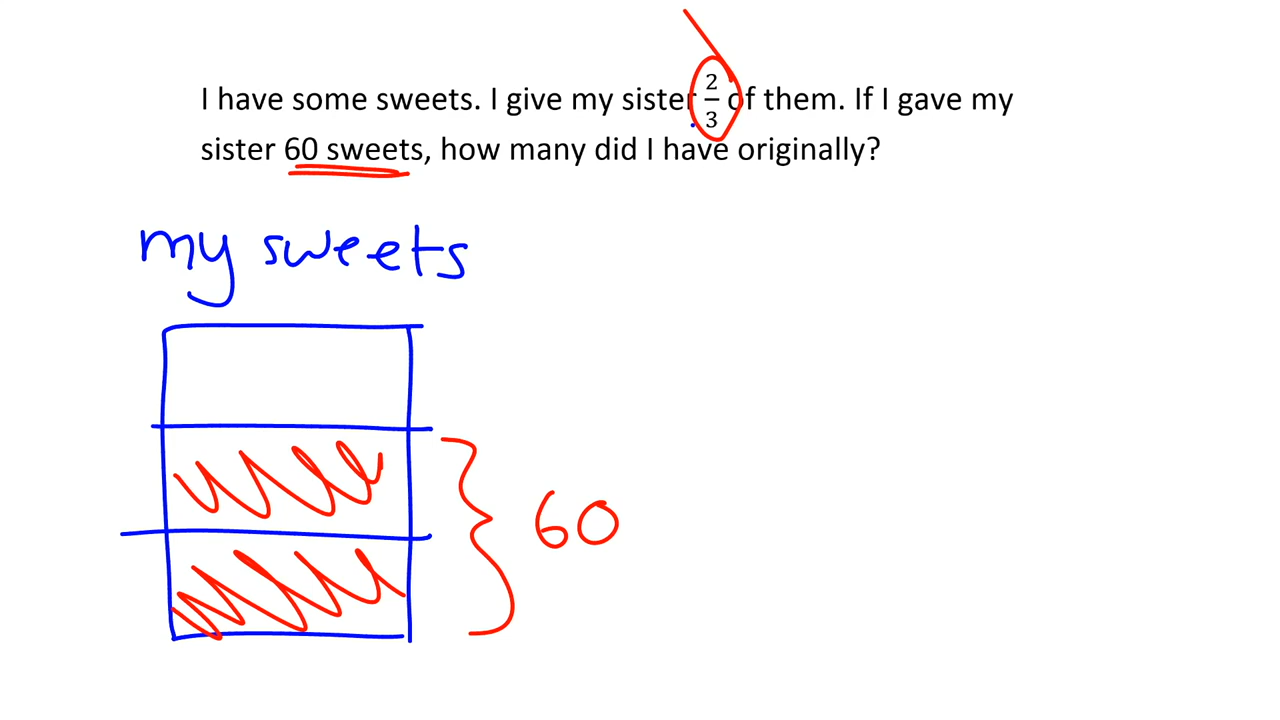 I have some sweets. I give my sister 2/3 of them. If I gave my
sister 60 sweets, how many did I have originally?
my sweets
60